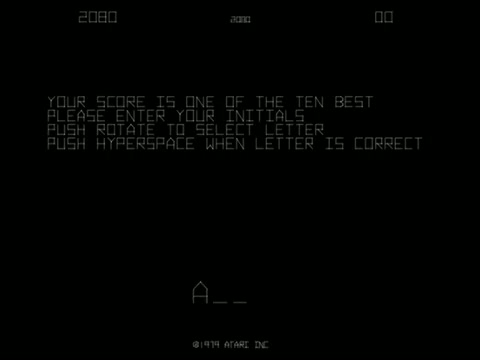 2080 2080 00
YOUR SCORE IS ONE OF THE TEN BEST
PLEASE ENTER YOUR INITIALS
PUSH ROTATE TO SELECT LETTER
PUSH HYPERSPACE WHEN LETTER IS CORRECT
A__
©1979 ATARI INC